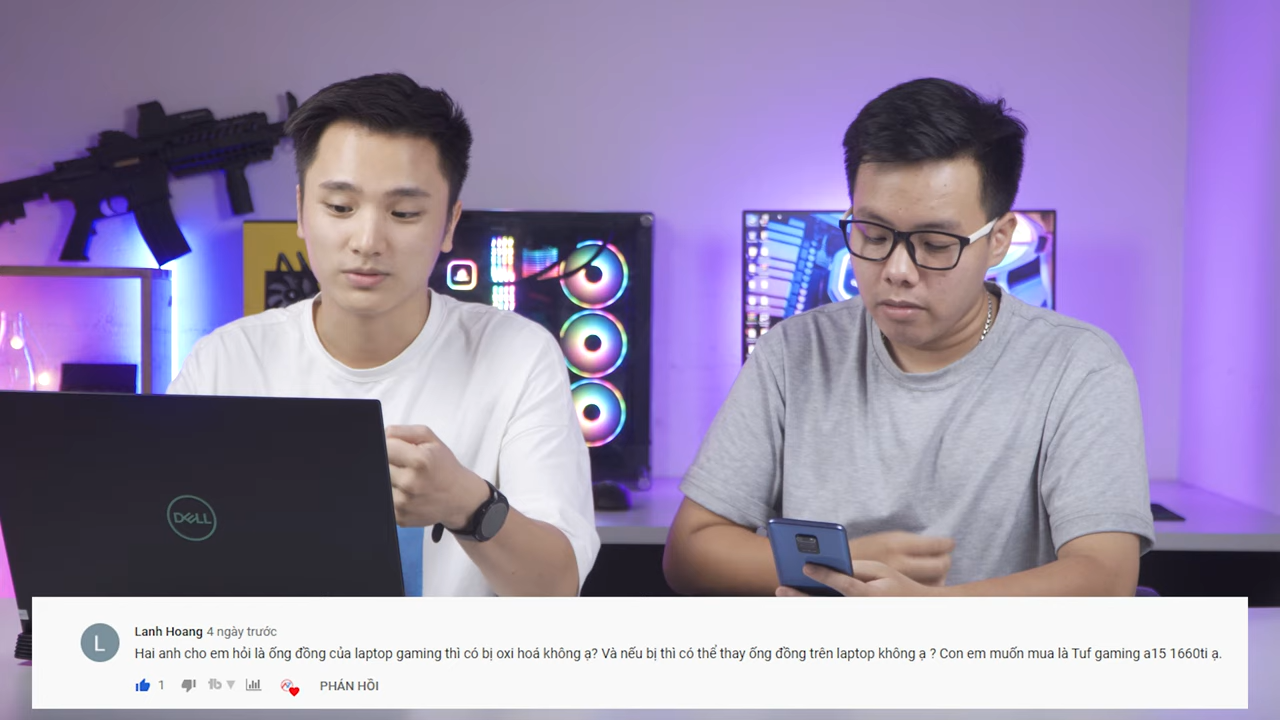 DELL
L
Lanh Hoang 4 ngày trước
Hai anh cho em hỏi là ống đồng của laptop gaming thì có bị oxi hoá không ạ? Và nếu bị thì có thể thay ống đồng trên laptop không ạ ? Con em muốn mua là Tuf gaming a15 1660ti ạ.
1
PHẢN HỒI